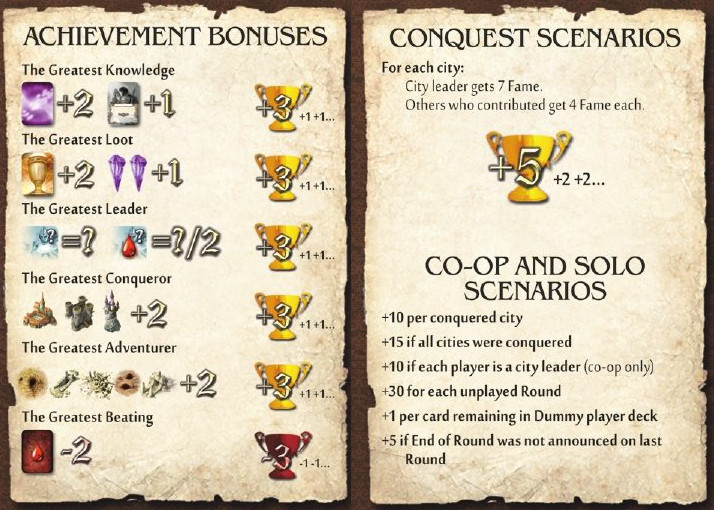 ACHIEVEMENT BONUSES
The Greatest Knowledge
+2 +1 +3 +1 +1...
The Greatest Loot
+2 +1 +3 +1 +1...
The Greatest Leader
? =? ? =?/2 +3 +1 +1...
The Greatest Conqueror
+2 +3 +1 +1...
The Greatest Adventurer
+2 +3 +1 +1...
The Greatest Beating
-2 -3 -1 -1...
CONQUEST SCENARIOS
For each city:
City leader gets 7 Fame.
Others who contributed get 4 Fame each.
+5 +2 +2...
CO-OP AND SOLO
SCENARIOS
+10 per conquered city
+15 if all cities were conquered
+10 if each player is a city leader (co-op only)
+30 for each unplayed Round
+1 per card remaining in Dummy player deck
+5 if End of Round was not announced on last
Round